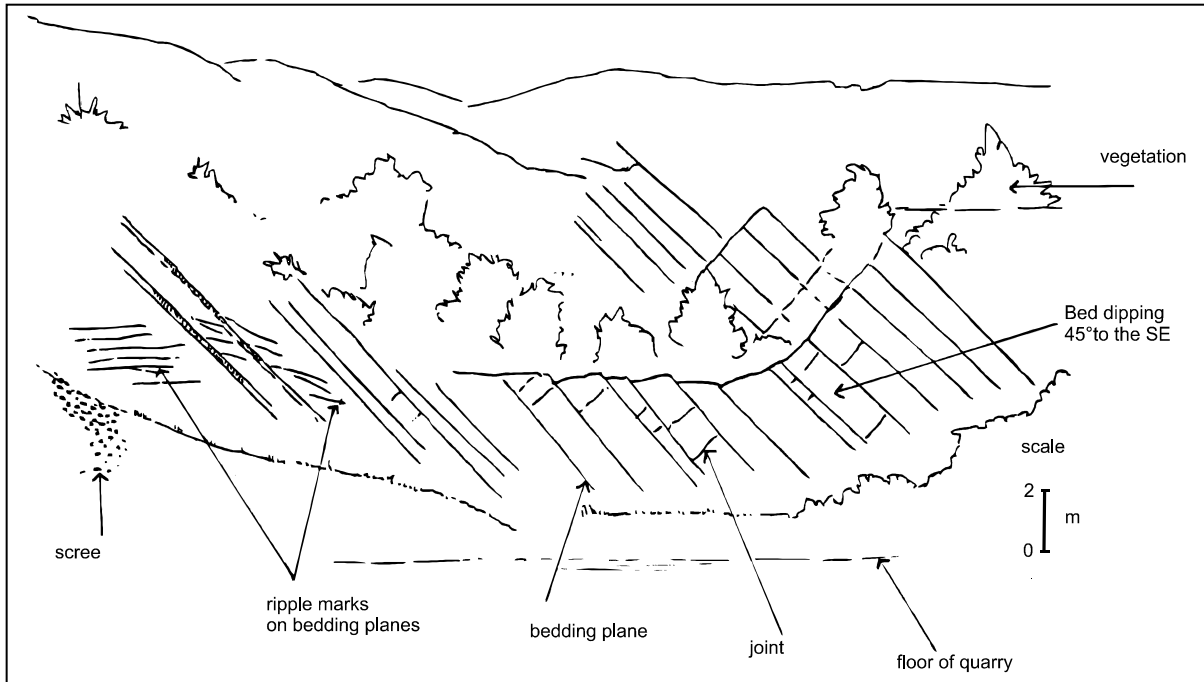 vegetation
Bed dipping
45°to the SE
scale
2
m
0
scree
ripple marks
on bedding planes
bedding plane
joint
floor of quarry